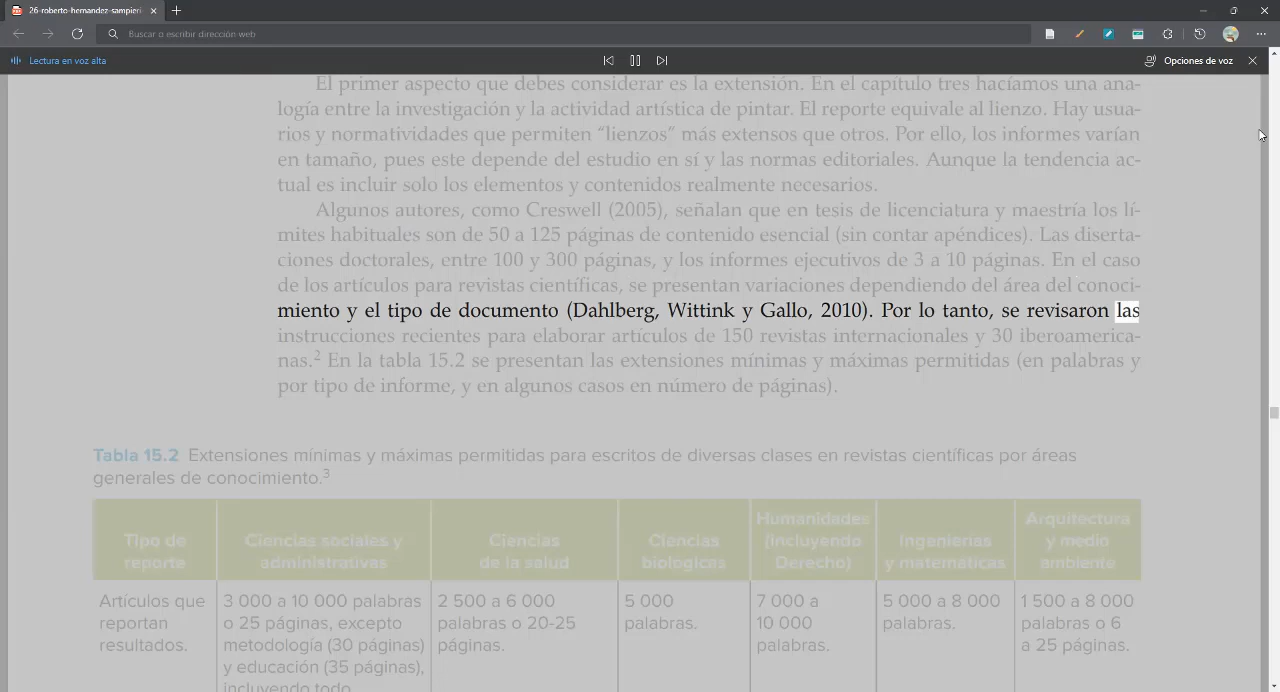 26-roberto-hernandez-sampieri
Buscar o escribir dirección web
Lectura en voz alta
Opciones de voz
El primer aspecto que debes considerar es la extensión. En el capítulo tres hacíamos una ana-
logía entre la investigación y la actividad artística de pintar. El reporte equivale al lienzo. Hay usua-
rios y normatividades que permiten “lienzos” más extensos que otros. Por ello, los informes varían
en tamaño, pues este depende del estudio en sí y las normas editoriales. Aunque la tendencia ac-
tual es incluir solo los elementos y contenidos realmente necesarios.
Algunos autores, como Creswell (2005), señalan que en tesis de licenciatura y maestría los lí-
mites habituales son de 50 a 125 páginas de contenido esencial (sin contar apéndices). Las diserta-
ciones doctorales, entre 100 y 300 páginas, y los informes ejecutivos de 3 a 10 páginas. En el caso
de los artículos para revistas científicas, se presentan variaciones dependiendo del área del conoci-
miento y el tipo de documento (Dahlberg, Wittink y Gallo, 2010). Por lo tanto, se revisaron las
instrucciones recientes para elaborar artículos de 150 revistas internacionales y 30 iberoamerica-
nas.2 En la tabla 15.2 se presentan las extensiones mínimas y máximas permitidas (en palabras y
por tipo de informe, y en algunos casos en número de páginas).
Tabla 15.2 Extensiones mínimas y máximas permitidas para escritos de diversas clases en revistas científicas por áreas
generales de conocimiento.3
Tipo de
reporte
Ciencias sociales y
administrativas
Ciencias
de la salud
Ciencias
biológicas
Humanidades
(incluyendo
Derecho)
Ingenierías
y matemáticas
Arquitectura
y medio
ambiente
Artículos que
reportan
resultados.
3 000 a 10 000 palabras
o 25 páginas, excepto
metodología (30 páginas)
y educación (35 páginas),
incluyendo todo
2 500 a 6 000
palabras o 20-25
páginas.
5 000
palabras.
7 000 a
10 000
palabras.
5 000 a 8 000
palabras.
1 500 a 8 000
palabras o 6
a 25 páginas.